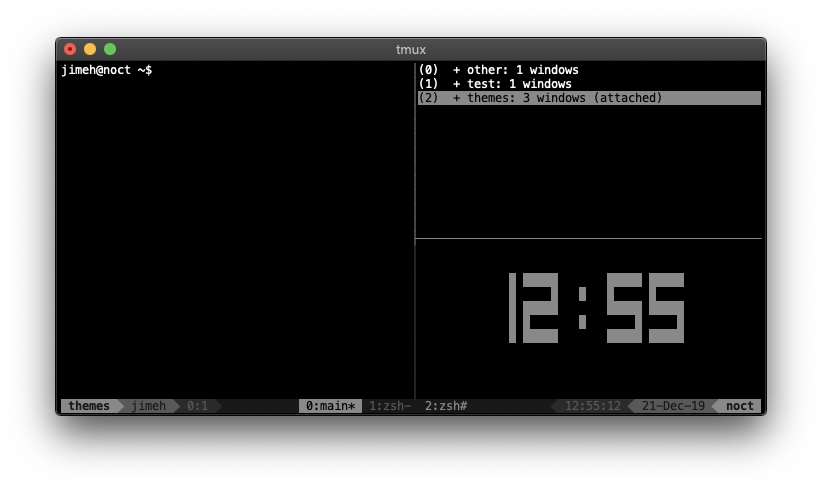 tmux
jimeh@noct ~$
(0)  + other: 1 windows
(1)  + test: 1 windows
(2)  + themes: 3 windows (attached)
12:55
themes jimeh 0:1 0:main* 1:zsh- 2:zsh# 12:55:12 21-Dec-19 noct